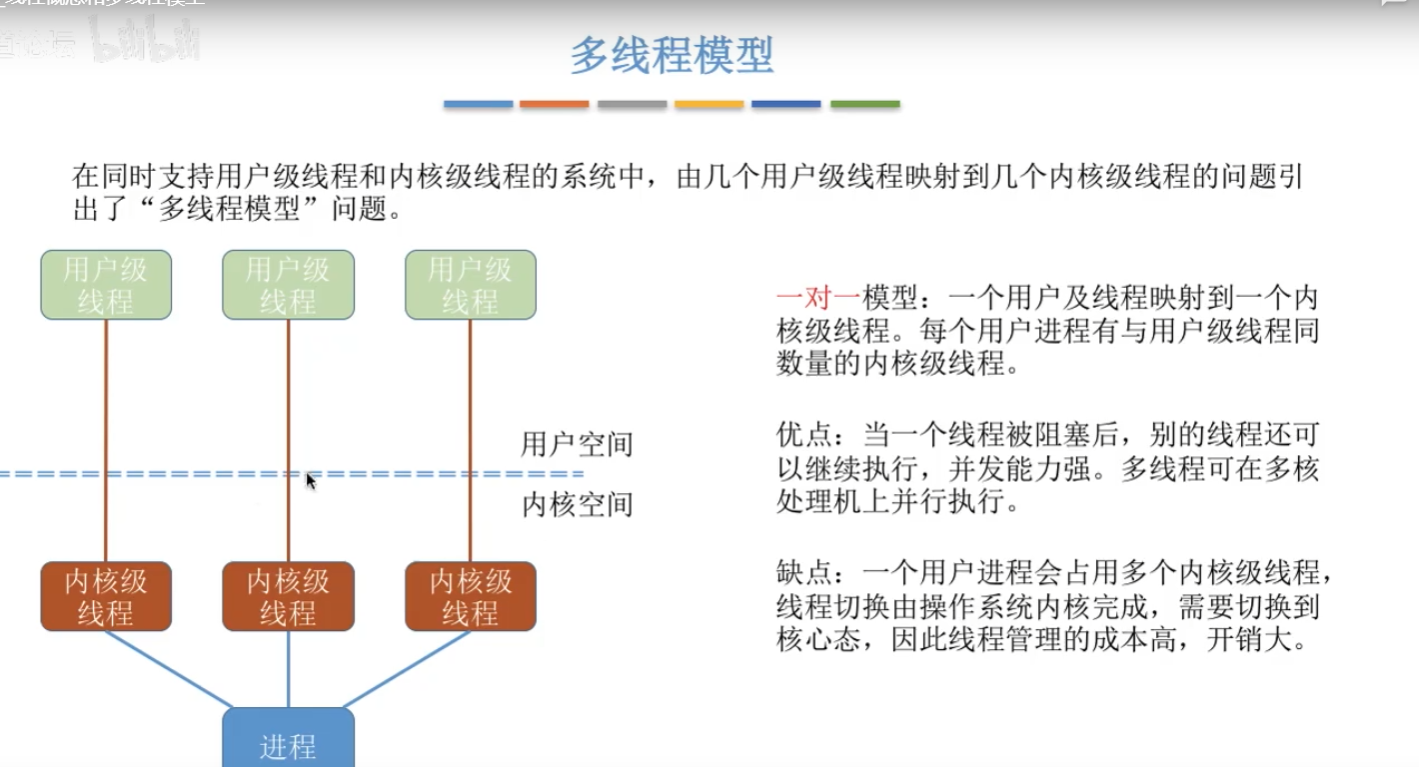 线程概念和多线程模型
bilibili
多线程模型
在同时支持用户级线程和内核级线程的系统中，由几个用户级线程映射到几个内核级线程的问题引
出了“多线程模型”问题。
用户级
线程
用户级
线程
用户级
线程
用户空间
内核空间
内核级
线程
内核级
线程
内核级
线程
进程
一对一模型：一个用户及线程映射到一个内
核级线程。每个用户进程有与用户级线程同
数量的内核级线程。
优点：当一个线程被阻塞后，别的线程还可
以继续执行，并发能力强。多线程可在多核
处理机上并行执行。
缺点：一个用户进程会占用多个内核级线程，
线程切换由操作系统内核完成，需要切换到
核心态，因此线程管理的成本高，开销大。